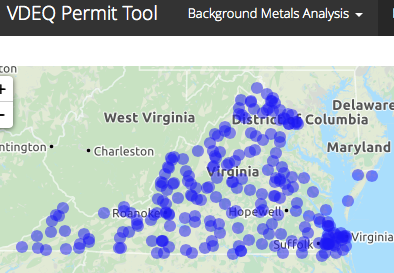 VDEQ Permit Tool
Background Metals Analysis
+
-
West Virginia
Delaware
District of Columbia
Maryland
Charleston
Virginia
Roanoke
Hopewell
Suffolk
Virginia